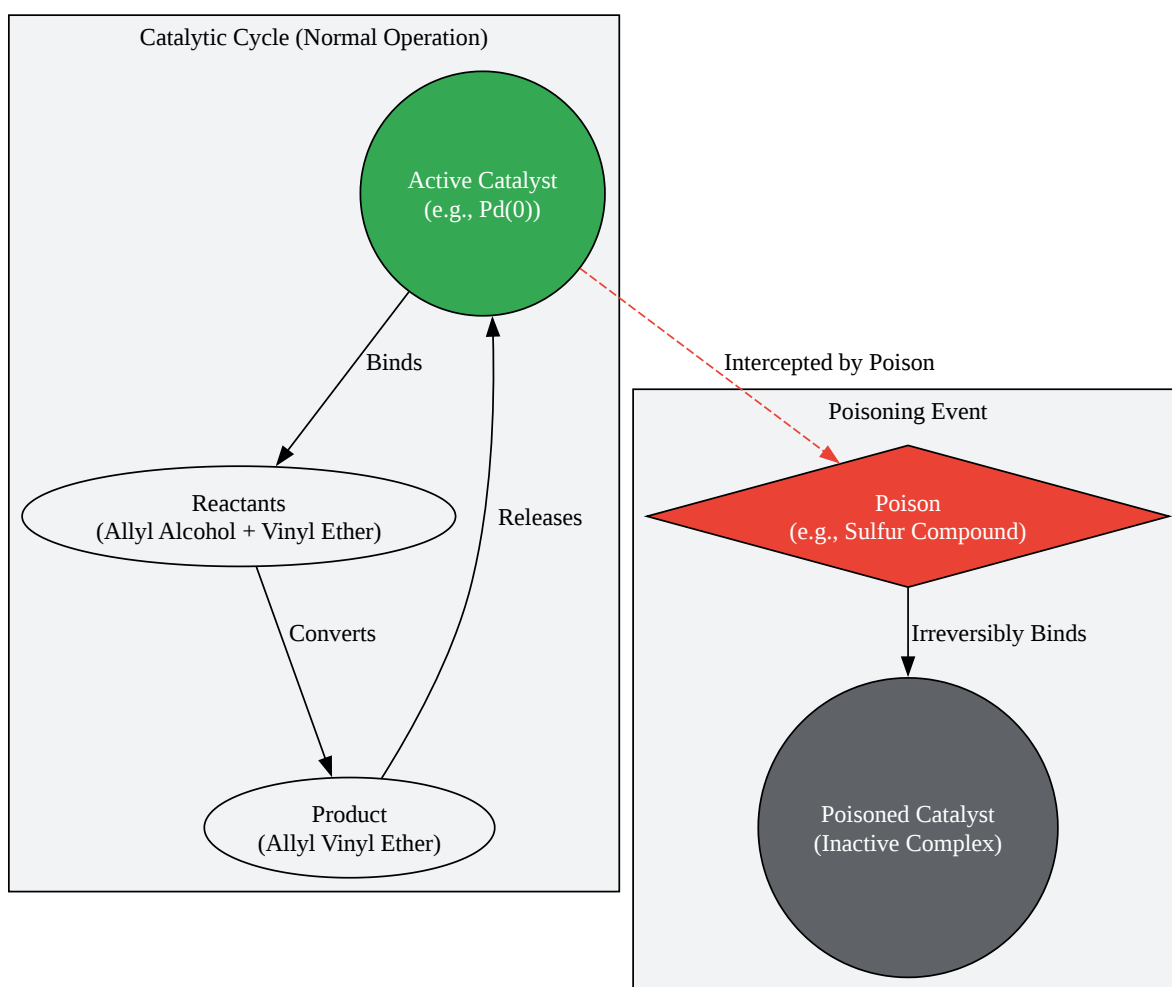 Catalytic Cycle (Normal Operation)
Active Catalyst
(e.g., Pd(0))
Binds
Intercepted by Poison
Poisoning Event
Reactants
(Allyl Alcohol + Vinyl Ether)
Releases
Poison
(e.g., Sulfur Compound)
Converts
Irreversibly Binds
Product
(Allyl Vinyl Ether)
Poisoned Catalyst
(Inactive Complex)